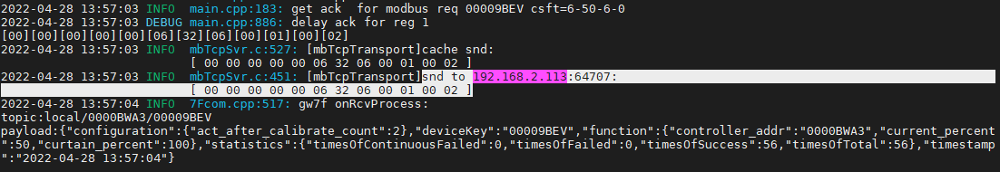 2022-04-28 13:57:03 INFO  main.cpp:183: get ack  for modbus req 00009BEV csft=6-50-6-0
2022-04-28 13:57:03 DEBUG main.cpp:886: delay ack for reg 1
[00][00][00][00][00][06][32][06][00][01][00][02]
2022-04-28 13:57:03 INFO  mbTcpSvr.c:527: [mbTcpTransport]cache snd:
[ 00 00 00 00 00 06 32 06 00 01 00 02 ]
2022-04-28 13:57:03 INFO  mbTcpSvr.c:451: [mbTcpTransport]snd to 192.168.2.113:64707:
[ 00 00 00 00 00 06 32 06 00 01 00 02 ]
2022-04-28 13:57:04 INFO  7Fcom.cpp:517: gw7f onRcvProcess:
topic:local/0000BWA3/00009BEV
payload:{"configuration":{"act_after_calibrate_count":2},"deviceKey":"00009BEV","function":{"controller_addr":"0000BWA3","current_percent
":50,"curtain_percent":100},"statistics":{"timesOfContinuousFailed":0,"timesOfFailed":0,"timesOfSuccess":56,"timesOfTotal":56},"timestamp
":"2022-04-28 13:57:04"}